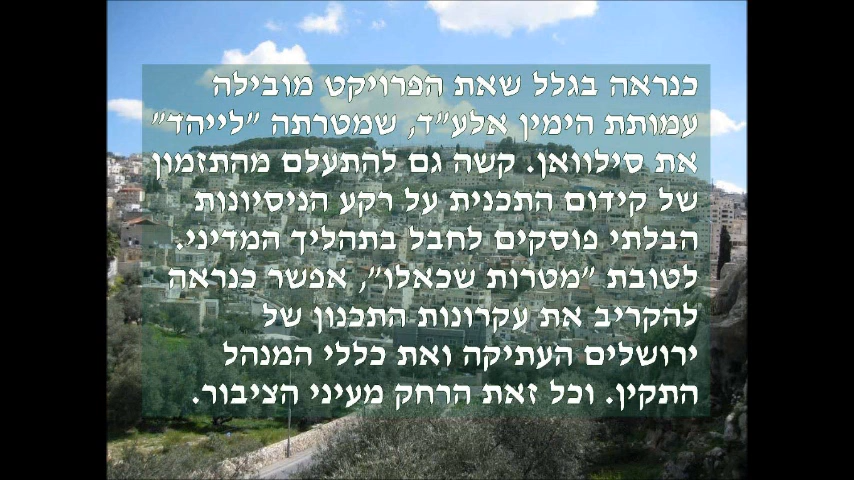 כנראה בגלל שאת הפרויקט מובילה
עמותת הימין אלע"ד, שמטרתה "לייהד"
את סילוואן. קשה גם להתעלם מהתזמון
של קידום התכנית על רקע הניסיונות
הבלתי פוסקים לחבל בתהליך המדיני.
לטובת "מטרות שכאלו", אפשר כנראה
להקריב את עקרונות התכנון של
ירושלים העתיקה ואת כללי המנהל
התקין. וכל זאת הרחק מעיני הציבור.